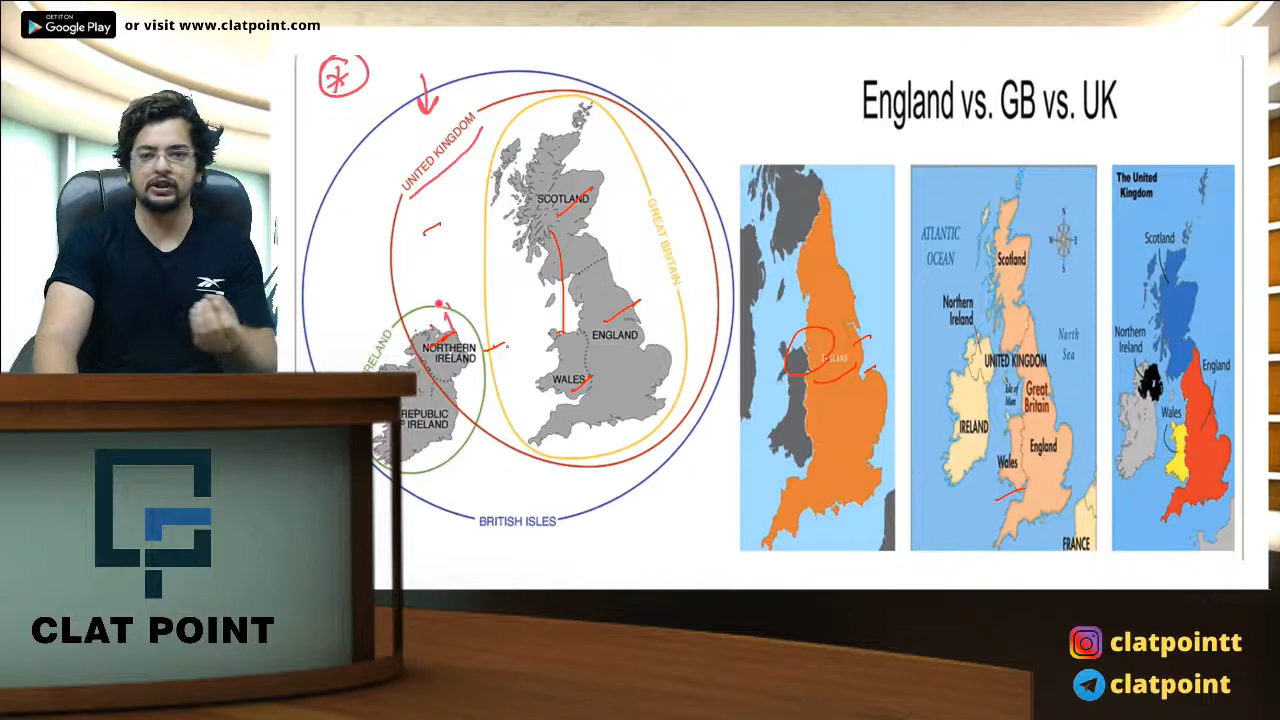 GET IT ON
Google Play
or visit www.clatpoint.com
England vs. GB vs. UK
UNITED KINGDOM
GREAT BRITAIN
SCOTLAND
ENGLAND
NORTHERN
IRELAND
WALES
IRELAND
REPUBLIC
IRELAND
BRITISH ISLES
ENGLAND
ATLANTIC
OCEAN
N
W
E
S
Scotland
Northern
Ireland
North
Sea
UNITED KINGDOM
Isle of
Man
Great
Britain
IRELAND
England
Wales
FRANCE
The United
Kingdom
Scotland
Northern
Ireland
England
Wales
CLAT POINT
clatpointt
clatpoint